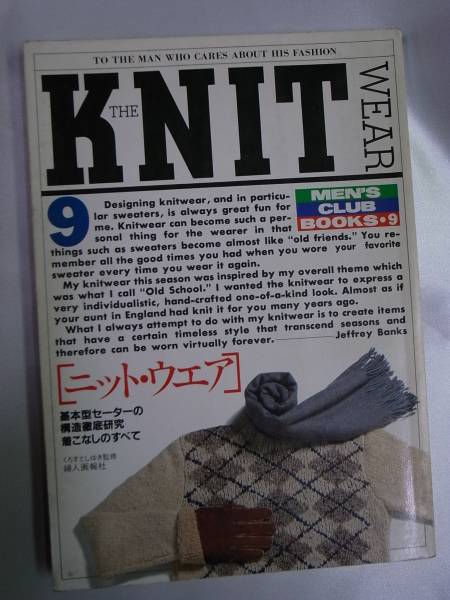 TO THE MAN WHO CARES ABOUT HIS FASHION
THE KNIT WEAR
MEN'S
CLUB
BOOKS・9
9
Designing knitwear, and in particu-
lar sweaters, is always great fun for
me. Knitwear can become such a per-
sonal thing for the wearer in that
things such as sweaters become almost like "old friends." You re-
member all the good times you had when you wore your favorite
sweater every time you wear it again.
My knitwear this season was inspired by my overall theme which
was what I call "Old School." I wanted the knitwear to express a
very individualistic, hand-crafted one-of-a-kind look. Almost as if
your aunt in England had knit it for you many years ago.
What I always attempt to do with my knitwear is to create items
that have a certain timeless style that transcend seasons and
therefore can be worn virtually forever.———Jeffrey Banks
[ニット・ウエア]
基本型セーターの
構造徹底研究
着こなしのすべて
くろすとしゆき監修
婦人画報社